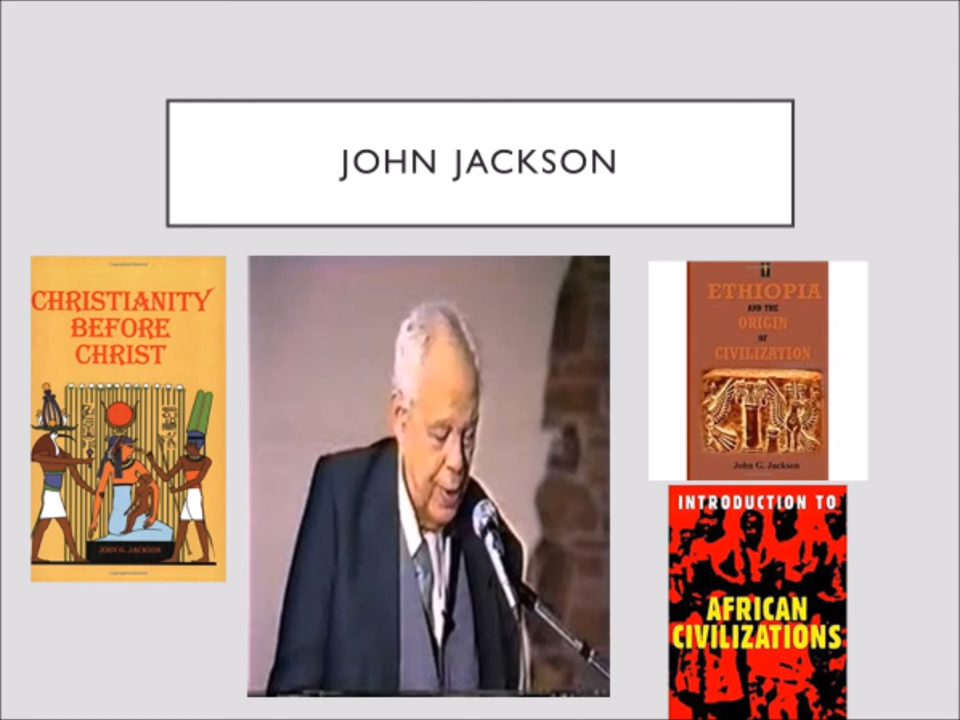 JOHN JACKSON
CHRISTIANITY
BEFORE
CHRIST
JOHN G. JACKSON
ETHIOPIA
AND THE
ORIGIN
OF
CIVILIZATION
John G. Jackson
INTRODUCTION TO
AFRICAN
CIVILIZATIONS